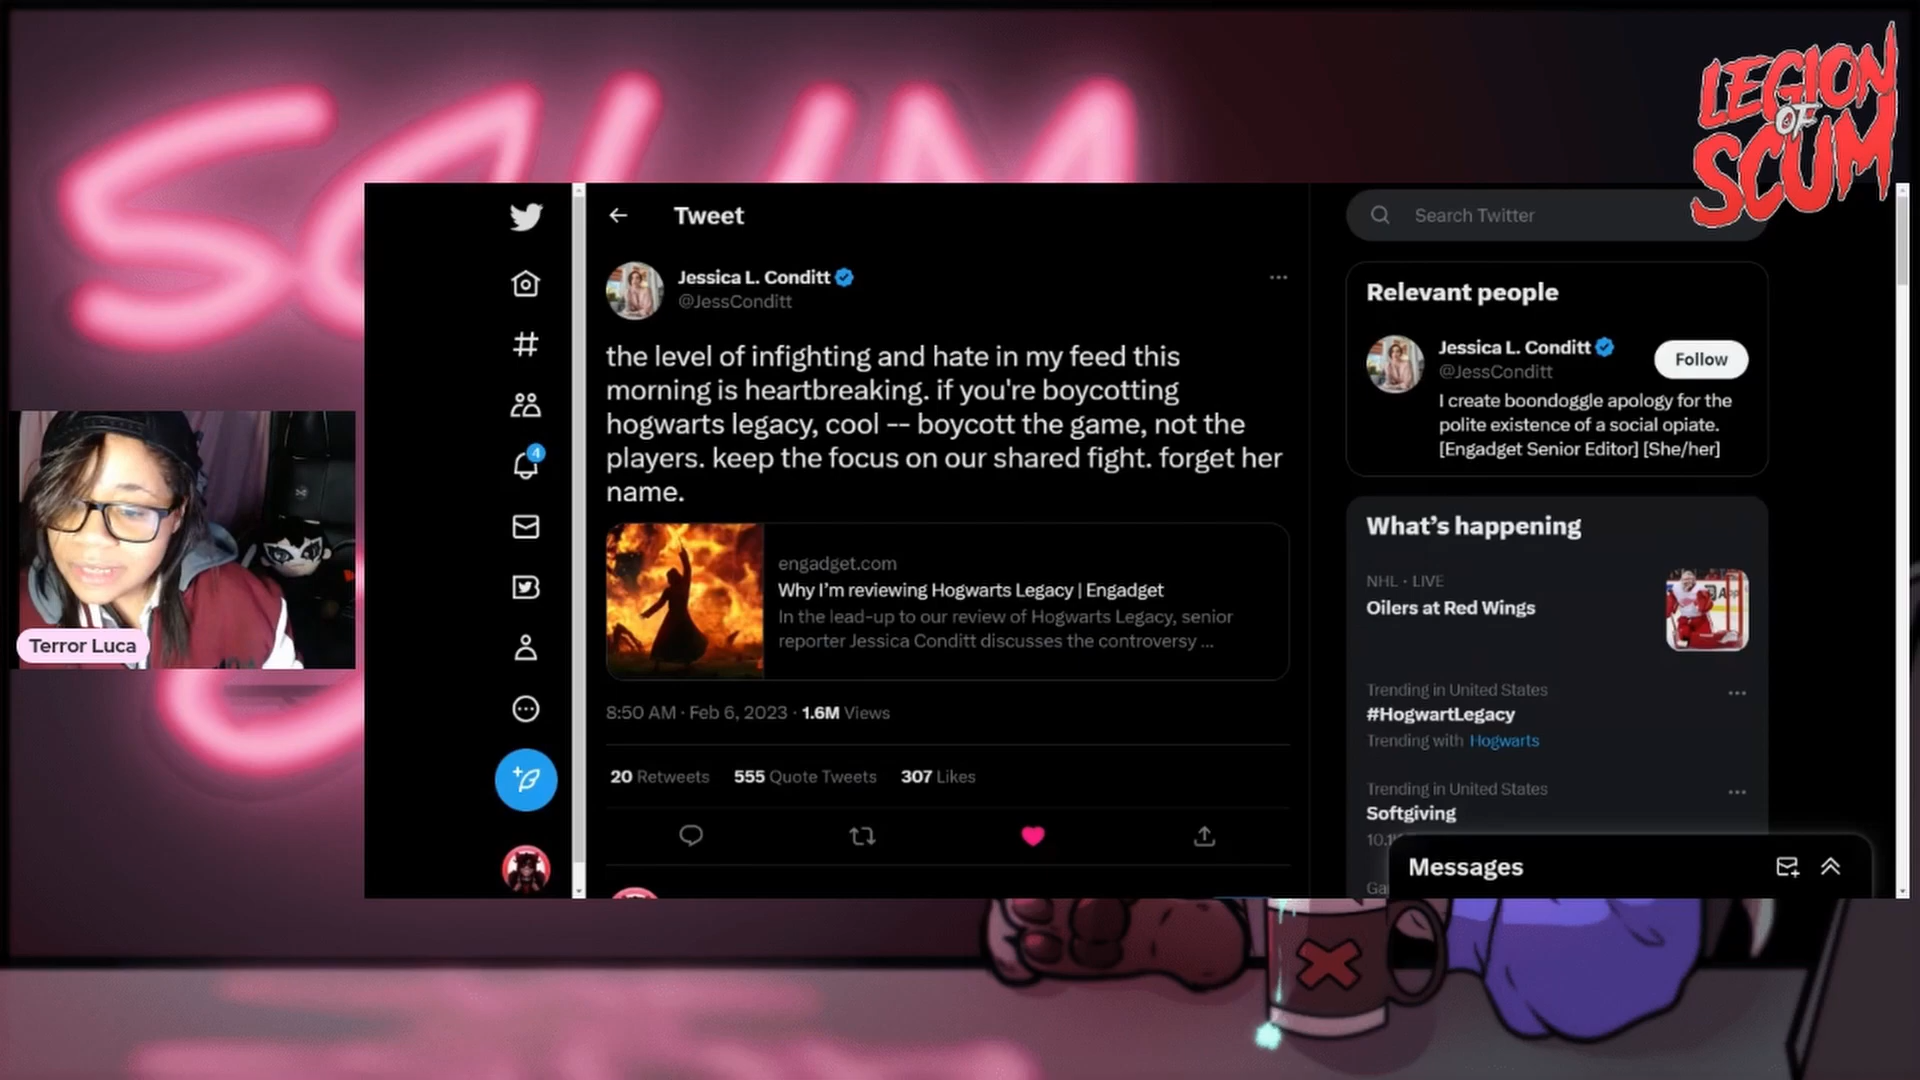 SCUM
LEGION
OF
SCUM
Tweet
Search Twitter
Jessica L. Conditt
@JessConditt
the level of infighting and hate in my feed this
morning is heartbreaking. if you're boycotting
hogwarts legacy, cool -- boycott the game, not the
players. keep the focus on our shared fight. forget her
name.
engadget.com
Why I'm reviewing Hogwarts Legacy | Engadget
In the lead-up to our review of Hogwarts Legacy, senior
reporter Jessica Conditt discusses the controversy ...
8:50 AM · Feb 6, 2023 · 1.6M Views
20 Retweets 555 Quote Tweets 307 Likes
4
Terror Luca
Relevant people
Jessica L. Conditt
@JessConditt
Follow
I create boondoggle apology for the
polite existence of a social opiate.
[Engadget Senior Editor] [She/her]
What's happening
NHL · LIVE
Oilers at Red Wings
Trending in United States
#HogwartLegacy
Trending with Hogwarts
Trending in United States
Softgiving
Messages